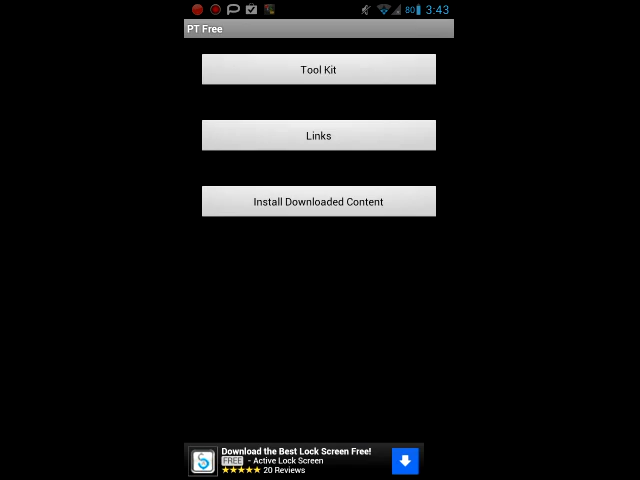 80 3:43
PT Free
Tool Kit
Links
Install Downloaded Content
Download the Best Lock Screen Free!
FREE - Active Lock Screen
20 Reviews